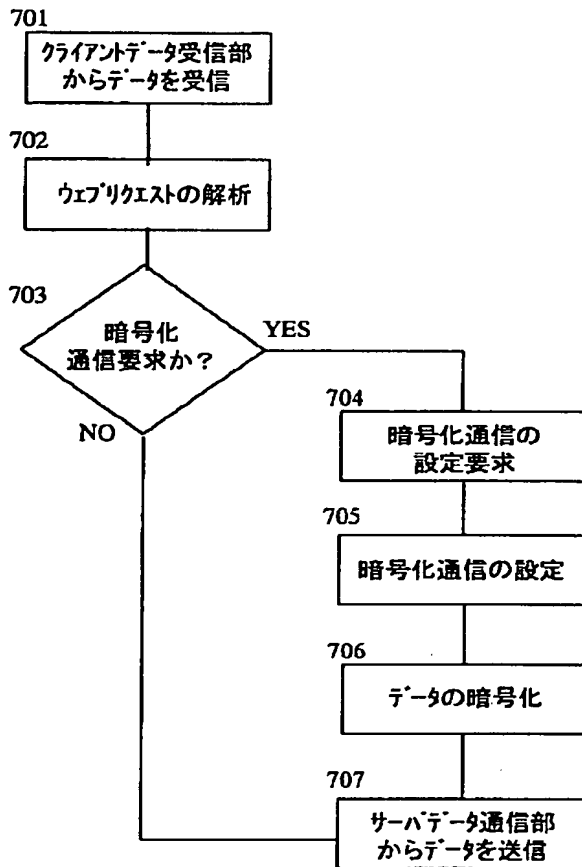 701
クライアントデータ受信部
からデータを受信
702
ウェブリクエストの解析
703
暗号化
通信要求か？
YES
NO
704
暗号化通信の
設定要求
705
暗号化通信の設定
706
データの暗号化
707
サーバデータ通信部
からデータを送信